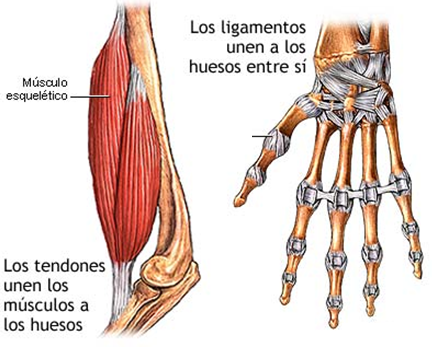 Los ligamentos
unen a los
huesos entre sí
Músculo
esquelético
Los tendones
unen los
músculos a
los huesos